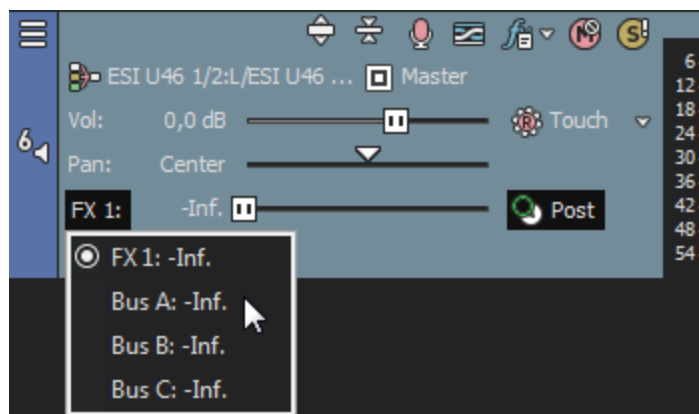 ESI U46 1/2:L/ESI U46 ... Master
6
Vol: 0,0 dB R Touch
Pan: Center
FX 1: -Inf. Post
FX 1: -Inf.
Bus A: -Inf.
Bus B: -Inf.
Bus C: -Inf.
M S!
6
12
18
24
30
36
42
48
54